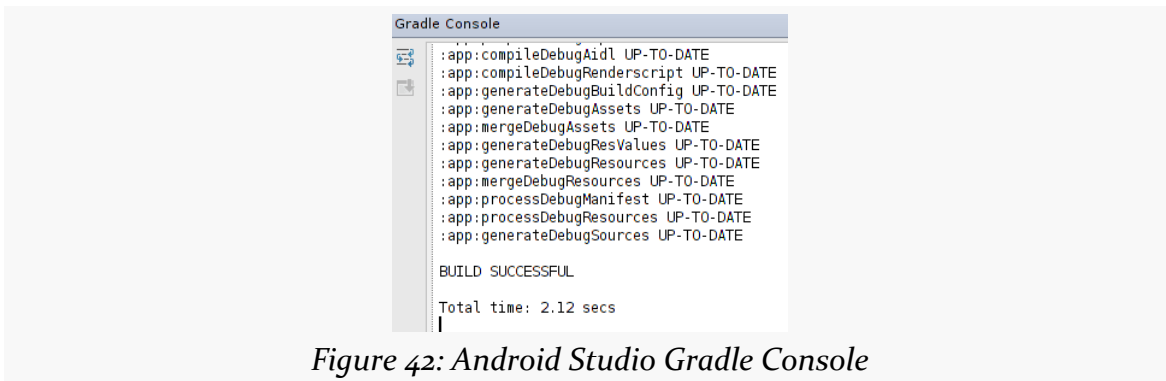 Gradle Console
:app:compileDebugAidl UP-TO-DATE
:app:compileDebugRenderscript UP-TO-DATE
:app:generateDebugBuildConfig UP-TO-DATE
:app:generateDebugAssets UP-TO-DATE
:app:mergeDebugAssets UP-TO-DATE
:app:generateDebugResValues UP-TO-DATE
:app:generateDebugResources UP-TO-DATE
:app:mergeDebugResources UP-TO-DATE
:app:processDebugManifest UP-TO-DATE
:app:processDebugResources UP-TO-DATE
:app:generateDebugSources UP-TO-DATE
BUILD SUCCESSFUL
Total time: 2.12 secs
Figure 42: Android Studio Gradle Console